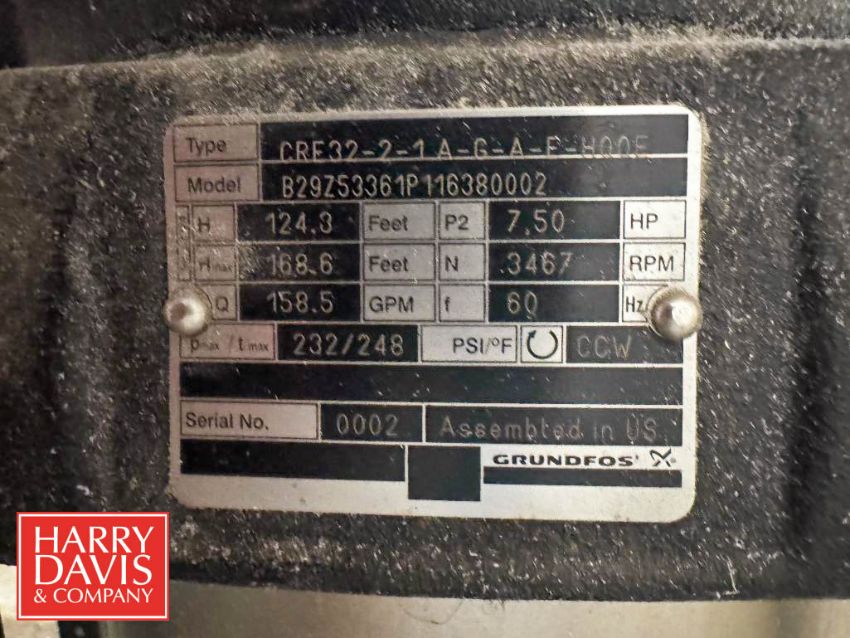 Type CRE32-2-1 A-G-A-E-HQQE
Model B29Z53361P116380002
H 124.3 Feet P2 7,50 HP
Hmax 168.6 Feet N 3467 RPM
Q 158.5 GPM f 60 Hz
pmax / tmax 232/248 PSI/°F CCW
Serial No. 0002 Assembled in US
GRUNDFOS
HARRY
DAVIS
& COMPANY